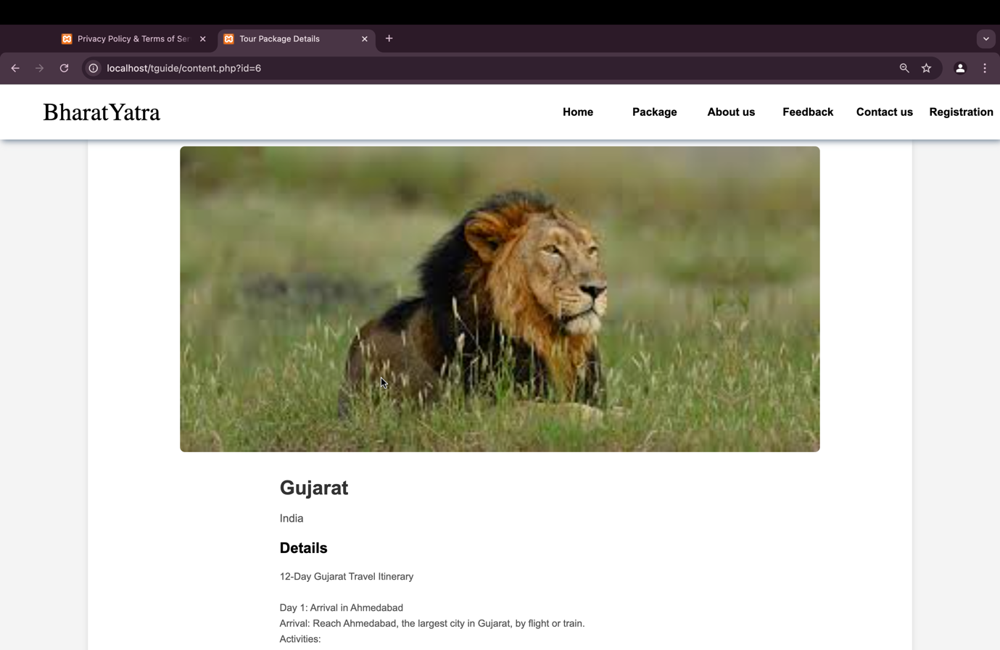 Privacy Policy & Terms of Ser
Tour Package Details
localhost/tguide/content.php?id=6
BharatYatra
Home Package About us Feedback Contact us Registration
Gujarat
India
Details
12-Day Gujarat Travel Itinerary
Day 1: Arrival in Ahmedabad
Arrival: Reach Ahmedabad, the largest city in Gujarat, by flight or train.
Activities: